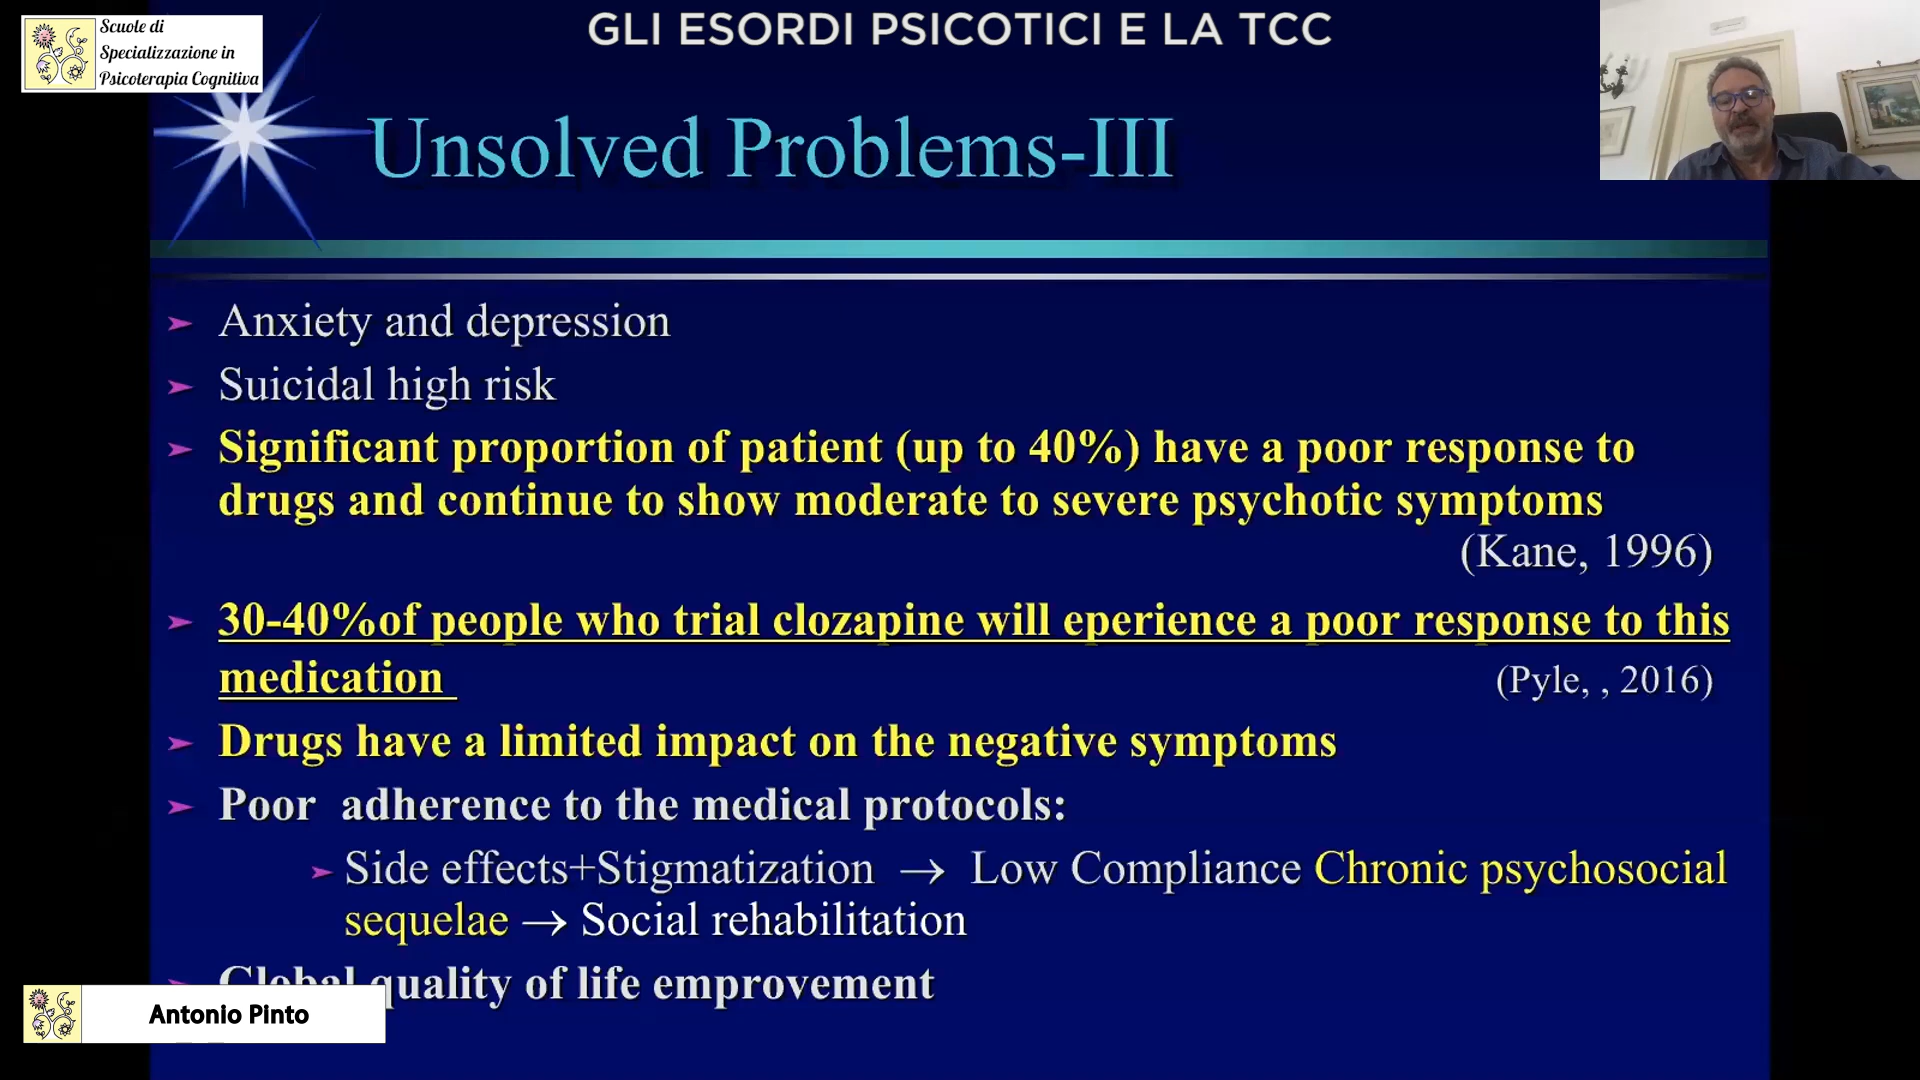 Scuole di
Specializzazione in
Psicoterapia Cognitiva
GLI ESORDI PSICOTICI E LA TCC
Unsolved Problems-III
➢ Anxiety and depression
➢ Suicidal high risk
➢ Significant proportion of patient (up to 40%) have a poor response to
drugs and continue to show moderate to severe psychotic symptoms
(Kane, 1996)
➢ 30-40%of people who trial clozapine will eperience a poor response to this
medication (Pyle, , 2016)
➢ Drugs have a limited impact on the negative symptoms
➢ Poor adherence to the medical protocols:
➢ Side effects+Stigmatization → Low Compliance Chronic psychosocial
sequelae → Social rehabilitation
➢ Global quality of life emprovement
Antonio Pinto